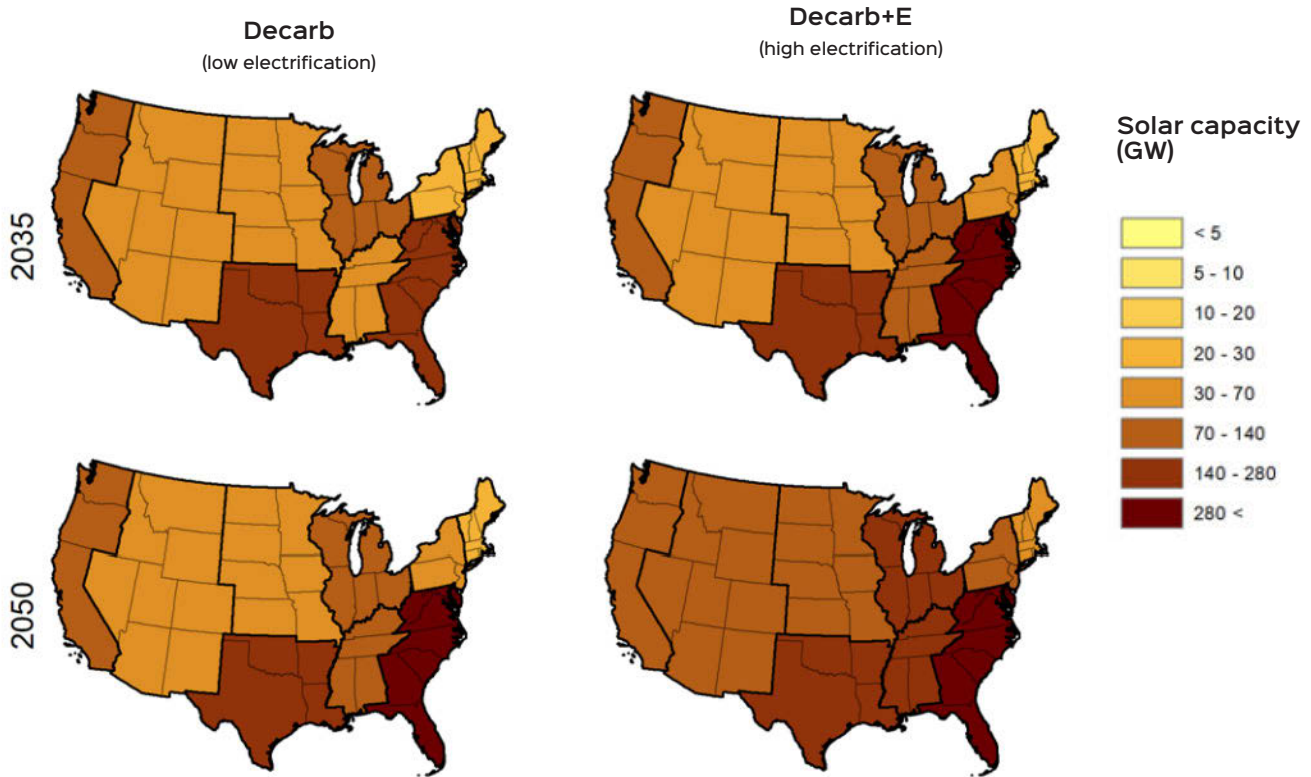 Decarb
(low electrification)
Decarb+E
(high electrification)
Solar capacity
(GW)
< 5
5 - 10
10 - 20
20 - 30
30 - 70
70 - 140
140 - 280
280 <
2035
2050